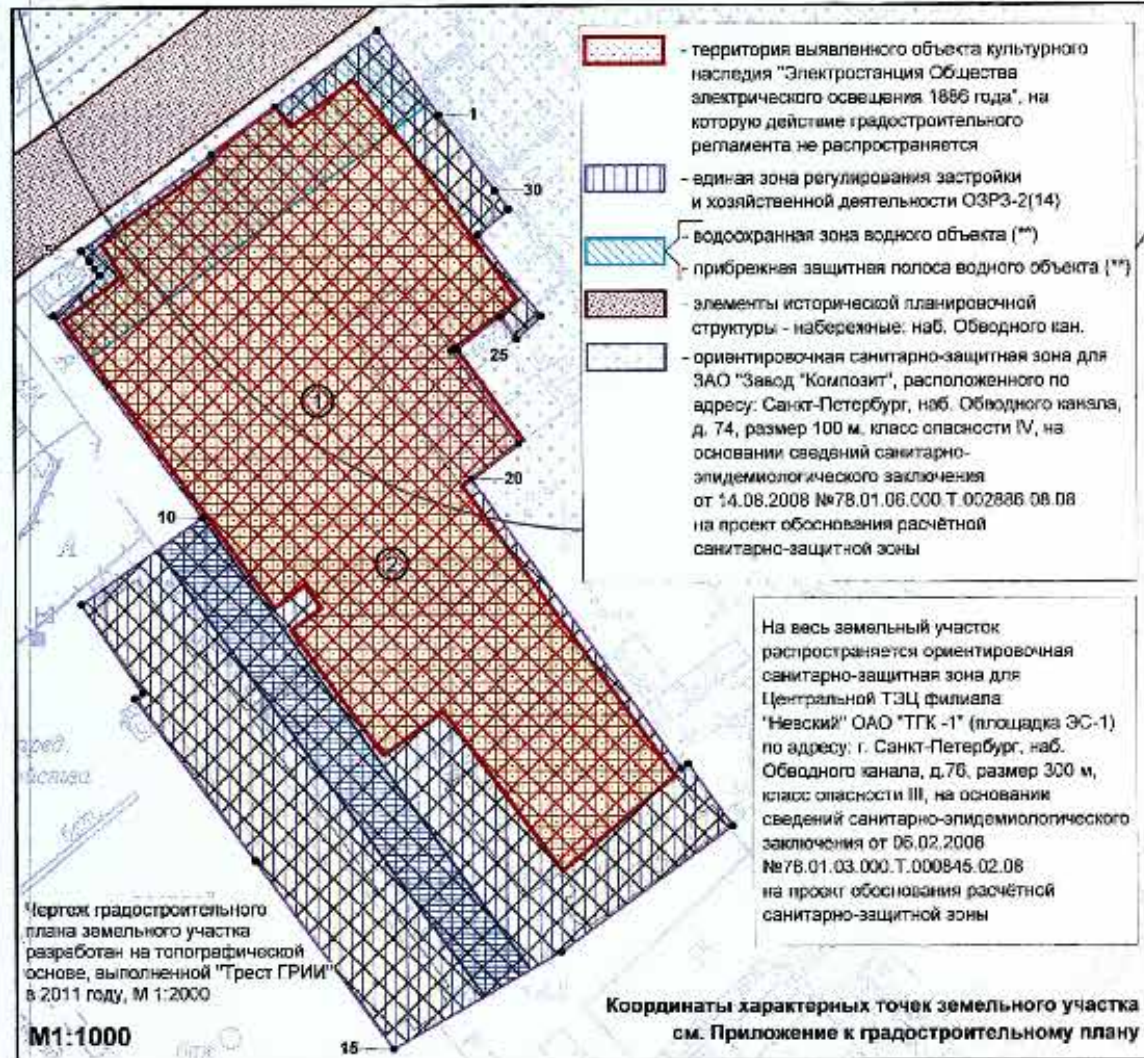 - территория выявленного объекта культурного
наследия "Электростанция Общества
электрического освещения 1886 года", на
которую действие градостроительного
регламента не распространяется
- единая зона регулирования застройки
и хозяйственной деятельности ОЗРЗ-2(14)
- водоохранная зона водного объекта (**)
- прибрежная защитная полоса водного объекта (**)
- элементы исторической планировочной
структуры - набережные: наб. Обводного кан.
- ориентировочная санитарно-защитная зона для
ЗАО "Завод "Композит", расположенного по
адресу: Санкт-Петербург, наб. Обводного канала,
д. 74, размер 100 м, класс опасности IV, на
основании сведений санитарно-
эпидемиологического заключения
от 14.08.2008 №78.01.06.000.Т.002886.08.08
на проект обоснования расчётной
санитарно-защитной зоны
1
30
5
25
1
20
10
2
А
На весь земельный участок
распространяется ориентировочная
санитарно-защитная зона для
Центральной ТЭЦ филиала
"Невский" ОАО "ТГК -1" (площадка ЭС-1)
по адресу: г. Санкт-Петербург, наб.
Обводного канала, д.76, размер 300 м,
класс опасности III, на основании
сведений санитарно-эпидемиологического
заключения от 06.02.2008
№78.01.03.000.Т.000845.02.08
на проект обоснования расчётной
санитарно-защитной зоны
Чертеж градостроительного
плана земельного участка
разработан на топографической
основе, выполненной "Трест ГРИИ"
в 2011 году, М 1:2000
М1:1000
15
Координаты характерных точек земельного участка
см. Приложение к градостроительному плану